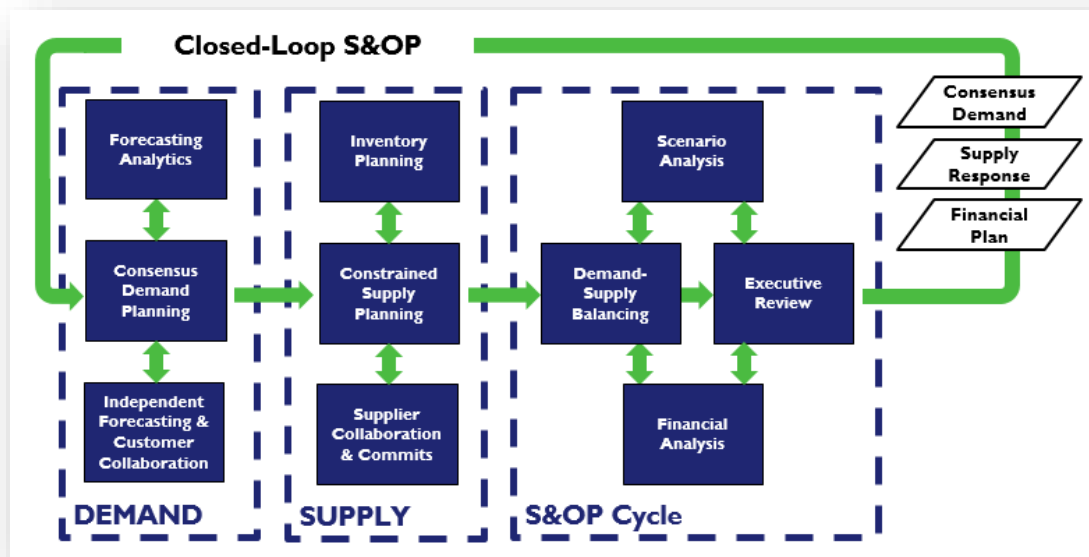 Closed-Loop S&OP
Forecasting
Analytics
Consensus
Demand
Planning
Independent
Forecasting &
Customer
Collaboration
DEMAND
Inventory
Planning
Constrained
Supply
Planning
Supplier
Collaboration
& Commits
SUPPLY
Scenario
Analysis
Demand-
Supply
Balancing
Executive
Review
Financial
Analysis
S&OP Cycle
Consensus
Demand
Supply
Response
Financial
Plan